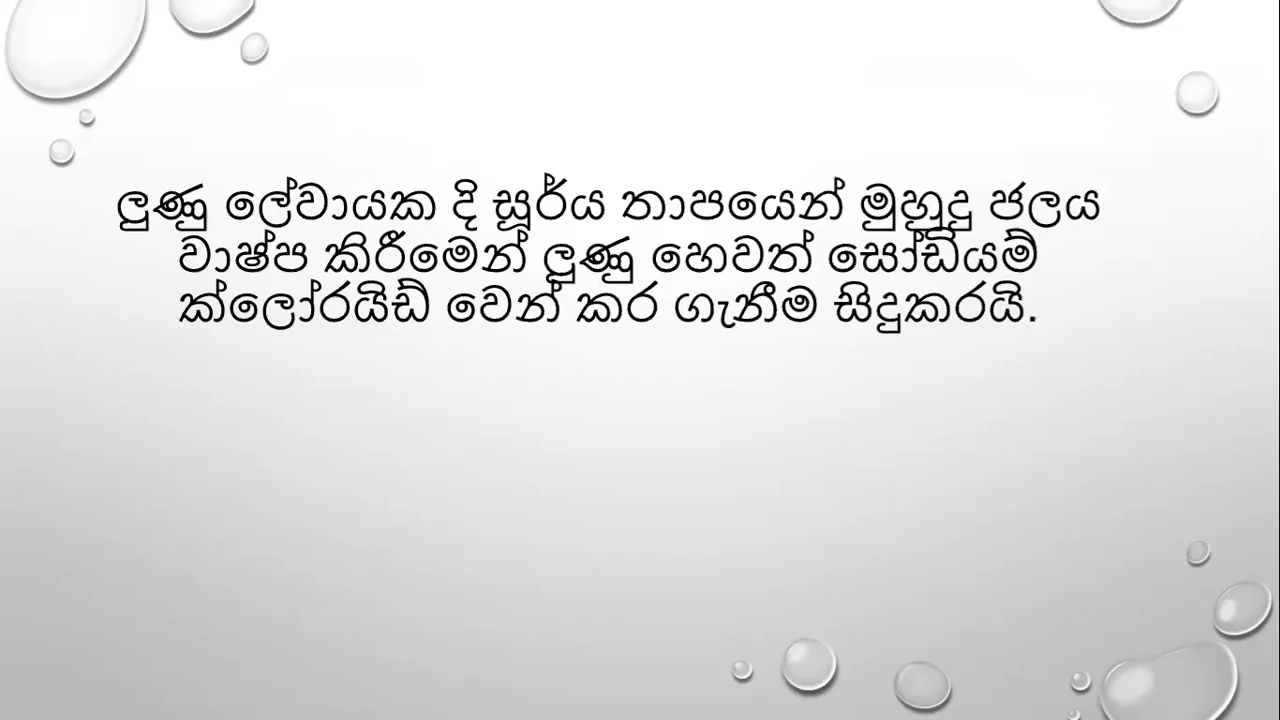 ලුණු ලේවායක දි සූර්ය තාපයෙන් මුහුදු ජලය
වාෂ්ප කිරීමෙන් ලුණු හෙවත් සෝඩියම්
ක්ලෝරයිඩ් වෙන් කර ගැනීම සිදුකරයි.